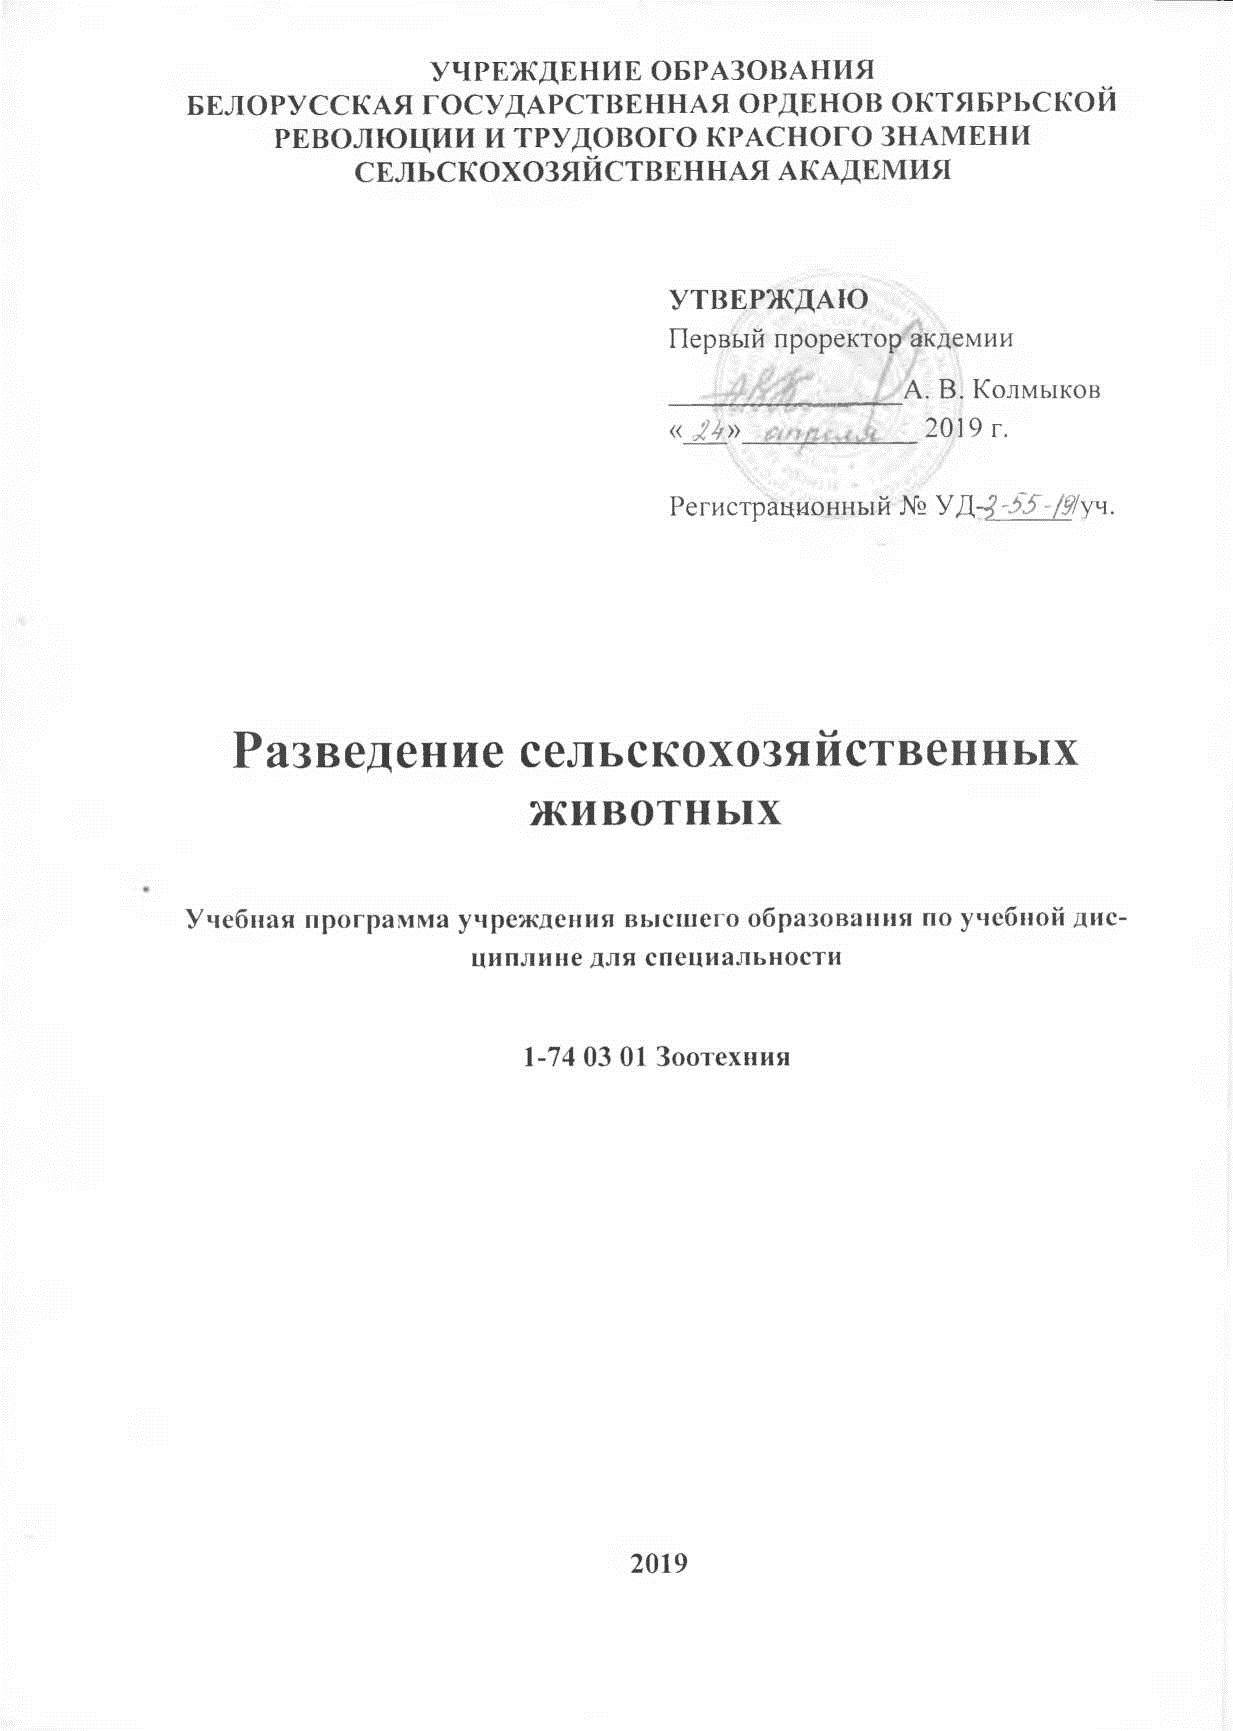 УЧРЕЖДЕНИЕ ОБРАЗОВАНИЯ
БЕЛОРУССКАЯ ГОСУДАРСТВЕННАЯ ОРДЕНОВ ОКТЯБРЬСКОЙ
РЕВОЛЮЦИИ И ТРУДОВОГО КРАСНОГО ЗНАМЕНИ
СЕЛЬСКОХОЗЯЙСТВЕННАЯ АКАДЕМИЯ
УТВЕРЖДАЮ
Первый проректор акдемии
А. В. Колмыков
«24» апреля 2019 г.
Регистрационный № УД-3-55-19/уч.
Разведение сельскохозяйственных
животных
Учебная программа учреждения высшего образования по учебной дис-
циплине для специальности
1-74 03 01 Зоотехния
2019